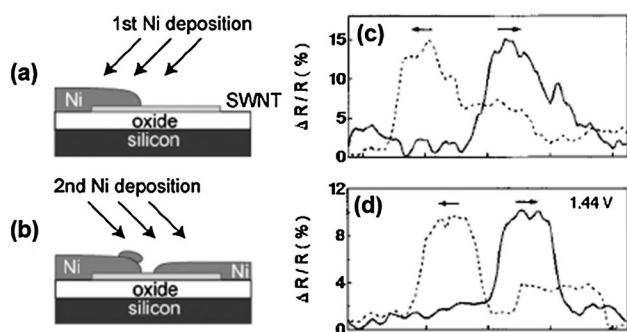 1st Ni deposition
(a)
Ni
SWNT
oxide
silicon
2nd Ni deposition
(b)
Ni
Ni
oxide
silicon
(c)
ΔR/R(%)
15
10
5
0
(d)
1.44 V
ΔR/R(%)
12
8
4
0